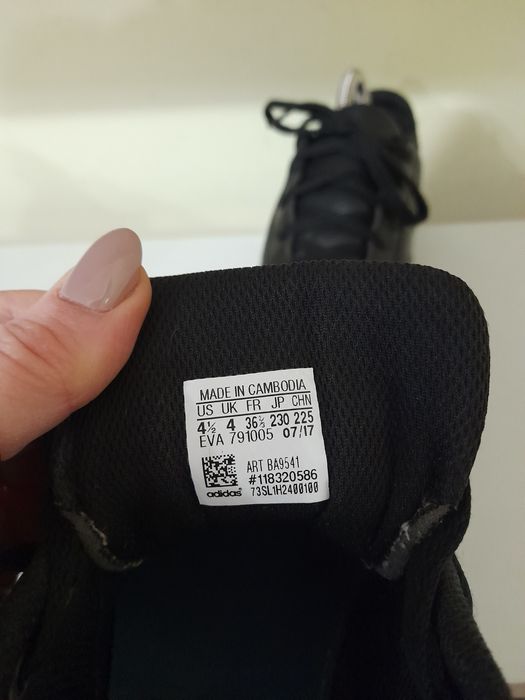 MADE IN CAMBODIA
US UK FR JP CHN
4½ 4 36⅔ 230 225
EVA 791005 07/17
ART BA9541
#118320586
adidas 73SL1H2400100